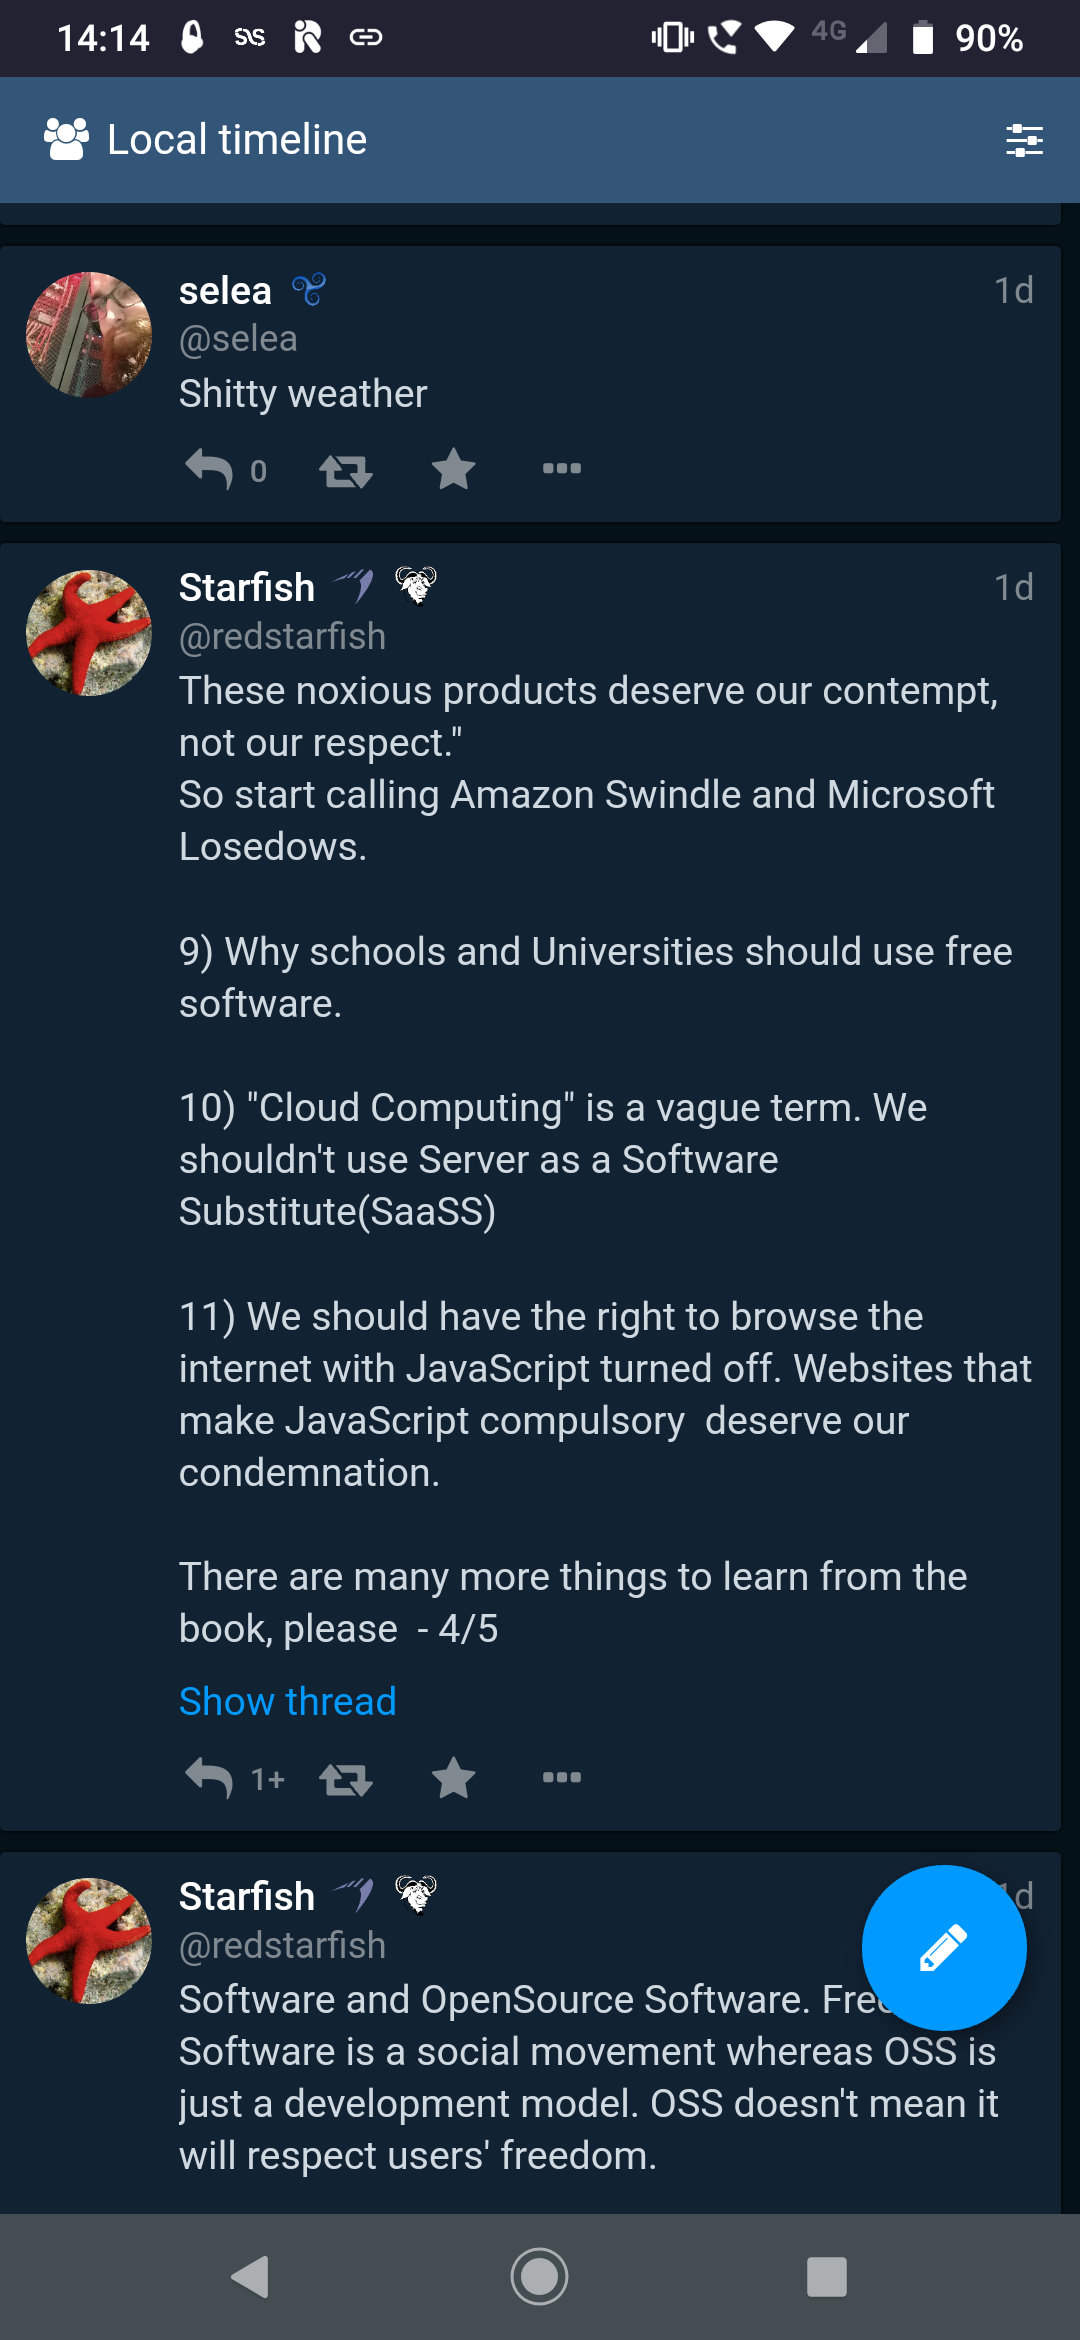 14:14
4G
90%
Local timeline
selea
1d
@selea
Shitty weather
0
Starfish
1d
@redstarfish
These noxious products deserve our contempt,
not our respect."
So start calling Amazon Swindle and Microsoft
Losedows.
9) Why schools and Universities should use free
software.
10) "Cloud Computing" is a vague term. We
shouldn't use Server as a Software
Substitute(SaaSS)
11) We should have the right to browse the
internet with JavaScript turned off. Websites that
make JavaScript compulsory  deserve our
condemnation.
There are many more things to learn from the
book, please  - 4/5
Show thread
1+
Starfish
@redstarfish
Software and OpenSource Software.
Software is a social movement whereas OSS is
just a development model. OSS doesn't mean it
will respect users' freedom.